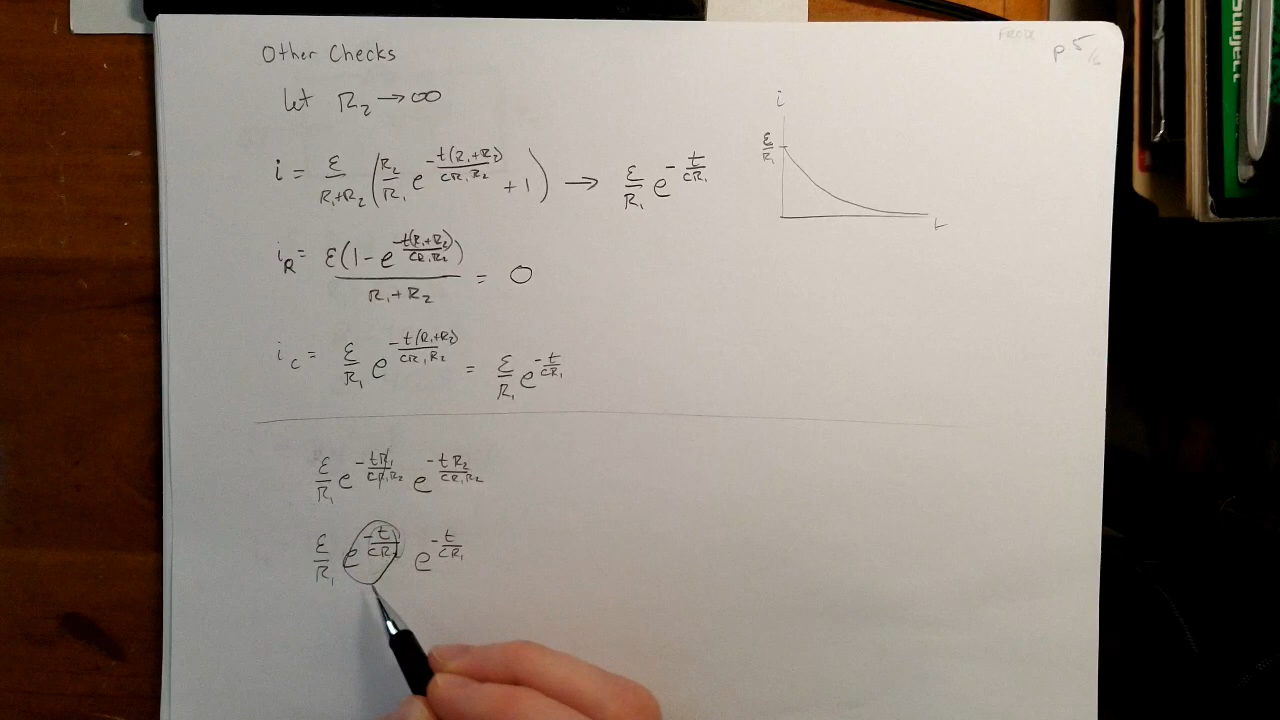 Other Checks
FRODE
P 5/6
let R₂ → ∞
i = ε/(R₁+R₂) (R₂/R₁ e^(-t(R₁+R₂)/(CR₁R₂)) + 1) → ε/R₁ e^(-t/(CR₁))
i
ε/R₁
t
i_R = ε(1 - e^(-t(R₁+R₂)/(CR₁R₂)))/(R₁+R₂) = 0
i_C = ε/R₁ e^(-t(R₁+R₂)/(CR₁R₂)) = ε/R₁ e^(-t/(CR₁))
ε/R₁ e^(-tR₁/(CR₁R₂)) e^(-tR₂/(CR₁R₂))
ε/R₁ e^(-t/(CR₂)) e^(-t/(CR₁))
Subject